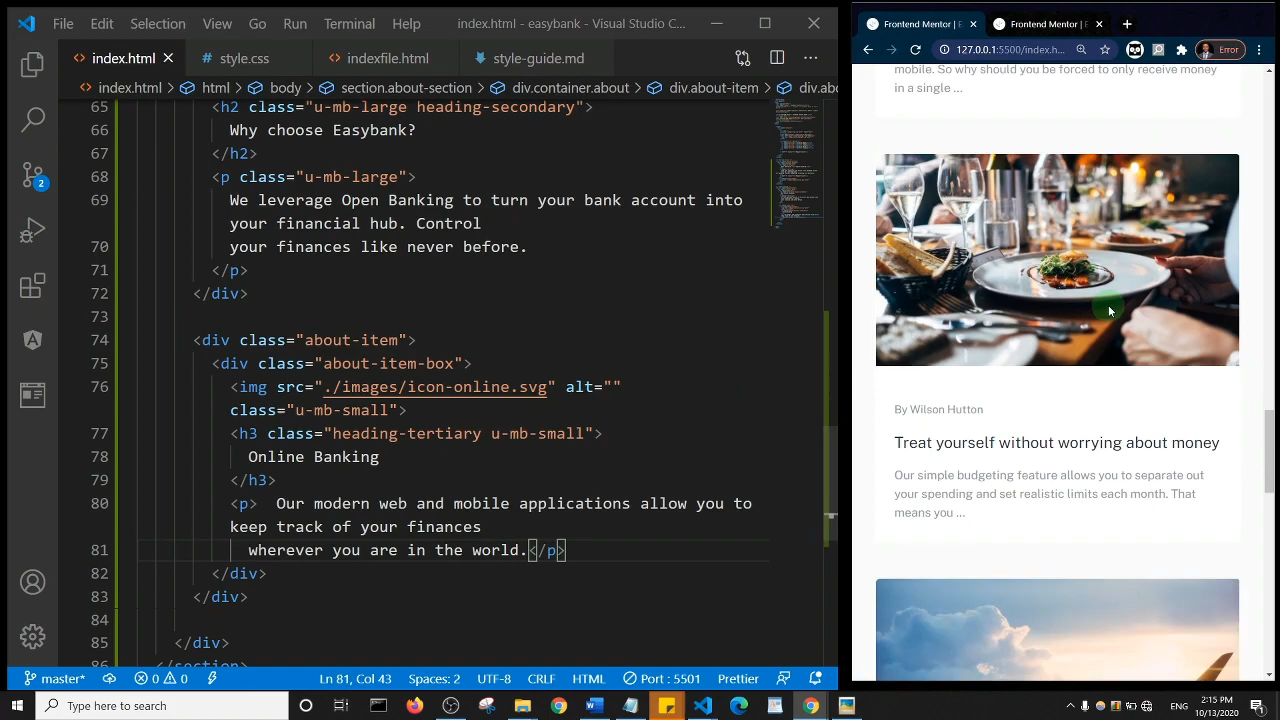 File Edit Selection View Go Run Terminal Help index.html - easybank - Visual Studio C...
index.html style.css indexfile.html style-guide.md
index.html html body section.about section div.container.about div.about-item
65 <h2 class="u-mb-large heading-secondary">
Why choose Easybank?
67 </h2>
68 <p class="u-mb-large">
We leverage Open Banking to turn your bank account into
your financial hub. Control
70 your finances like never before.
71 </p>
72 </div>
73
74 <div class="about-item">
75 <div class="about-item-box">
76 <img src="./images/icon-online.svg" alt=""
class="u-mb-small">
77 <h3 class="heading-tertiary u-mb-small">
78 Online Banking
79 </h3>
80 <p> Our modern web and mobile applications allow you to
keep track of your finances
81 wherever you are in the world.</p>
82 </div>
83 </div>
84
85 </div>
86 </section>
2
master* 0 0 Ln 81, Col 43 Spaces: 2 UTF-8 CRLF HTML Port : 5501 Prettier
Frontend Mentor | E Frontend Mentor | E
127.0.0.1:5500/index.h... Error
mobile. So why should you be forced to only receive money
in a single ...
By Wilson Hutton
Treat yourself without worrying about money
Our simple budgeting feature allows you to separate out
your spending and set realistic limits each month. That
means you ...
Type here to search
ENG 2:15 PM
10/13/2020
1